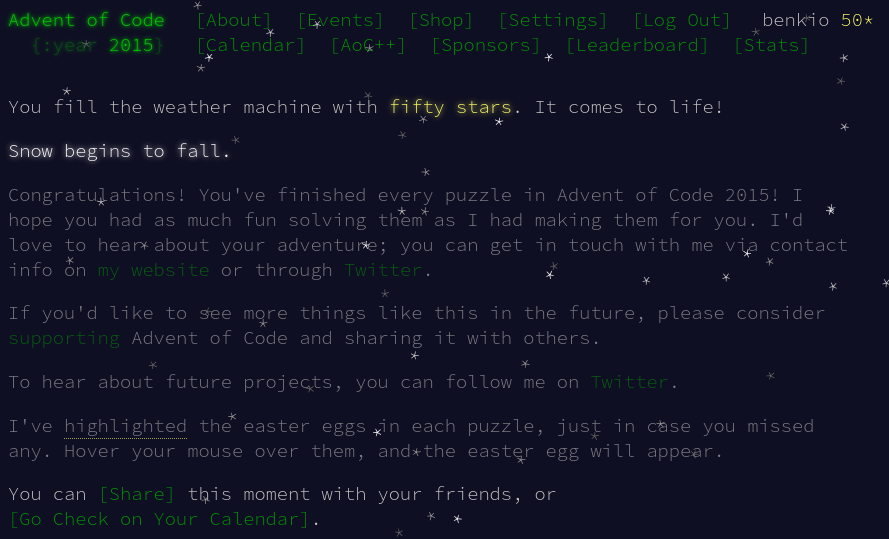 Advent of Code [About] [Events] [Shop] [Settings] [Log Out] benkio 50*
{:year 2015} [Calendar] [AoC++] [Sponsors] [Leaderboard] [Stats]
You fill the weather machine with fifty stars. It comes to life!
Snow begins to fall.
Congratulations! You've finished every puzzle in Advent of Code 2015! I
hope you had as much fun solving them as I had making them for you. I'd
love to hear about your adventure; you can get in touch with me via contact
info on my website or through Twitter.
If you'd like to see more things like this in the future, please consider
supporting Advent of Code and sharing it with others.
To hear about future projects, you can follow me on Twitter.
I've highlighted the easter eggs in each puzzle, just in case you missed
any. Hover your mouse over them, and the easter egg will appear.
You can [Share] this moment with your friends, or
[Go Check on Your Calendar].